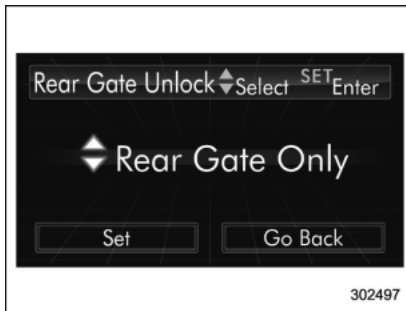 Rear Gate Unlock Select SET Enter
Rear Gate Only
Set Go Back
302497